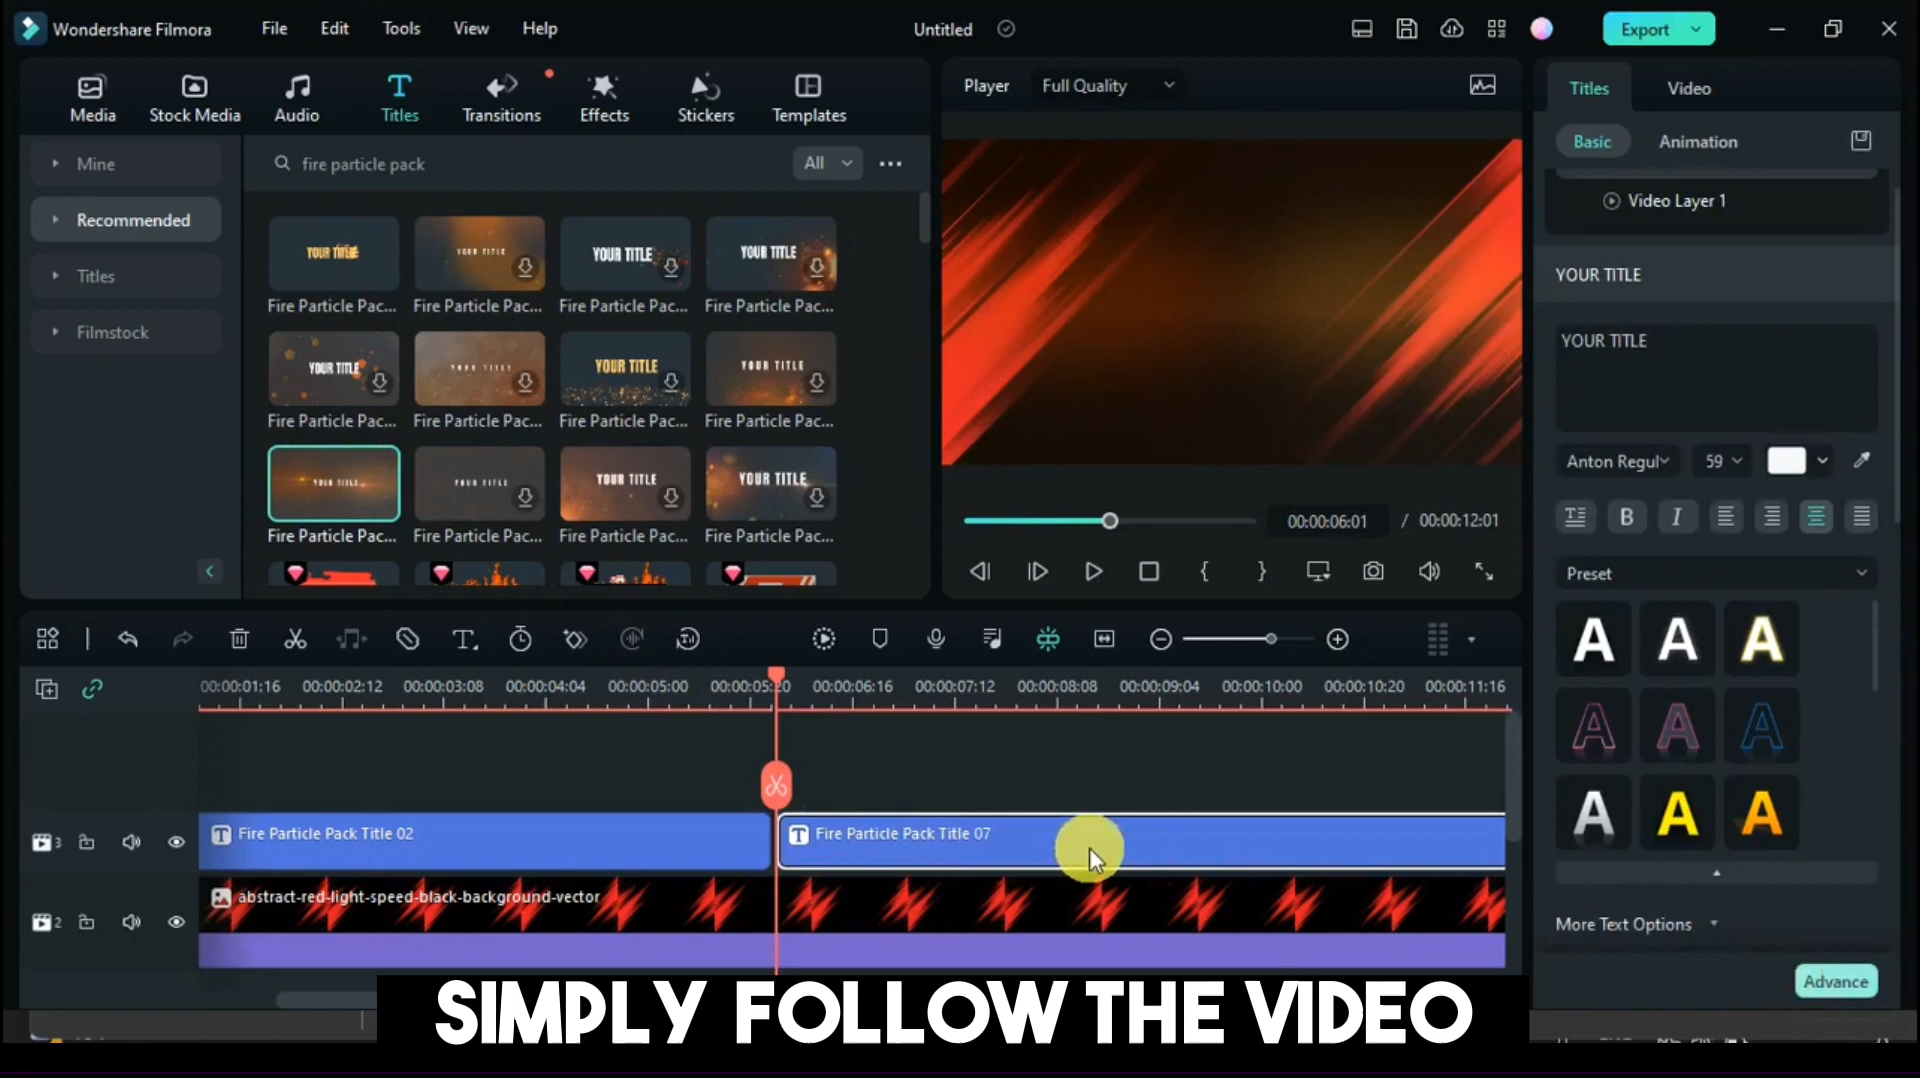 Wondershare Filmora
File
Edit
Tools
View
Help
Untitled
Export
Media
Stock Media
Audio
Titles
Transitions
Effects
Stickers
Templates
Player
Full Quality
Titles
Video
Mine
Recommended
Titles
Filmstock
fire particle pack
All
Basic
Animation
Video Layer 1
YOUR TITLE
YOUR TITLE
YOUR TITLE
YOUR TITLE
YOUR TITLE
Fire Particle Pac...
Fire Particle Pac...
Fire Particle Pac...
Fire Particle Pac...
YOUR TITLE
YOUR TITLE
YOUR TITLE
YOUR TITLE
Fire Particle Pac...
Fire Particle Pac...
Fire Particle Pac...
Fire Particle Pac...
YOUR TITLE
YOUR TITLE
YOUR TITLE
YOUR TITLE
Fire Particle Pac...
Fire Particle Pac...
Fire Particle Pac...
Fire Particle Pac...
YOUR TITLE
Anton Regul
59
B
I
Preset
A A A
A A A
A A A
More Text Options
Advance
00:00:06:01 / 00:00:12:01
00:00:01:16
00:00:02:12
00:00:03:08
00:00:04:04
00:00:05:00
00:00:05:20
00:00:06:16
00:00:07:12
00:00:08:08
00:00:09:04
00:00:10:00
00:00:10:20
00:00:11:16
3
Fire Particle Pack Title 02
Fire Particle Pack Title 07
2
abstract-red-light-speed-black-background-vector
SIMPLY FOLLOW THE VIDEO